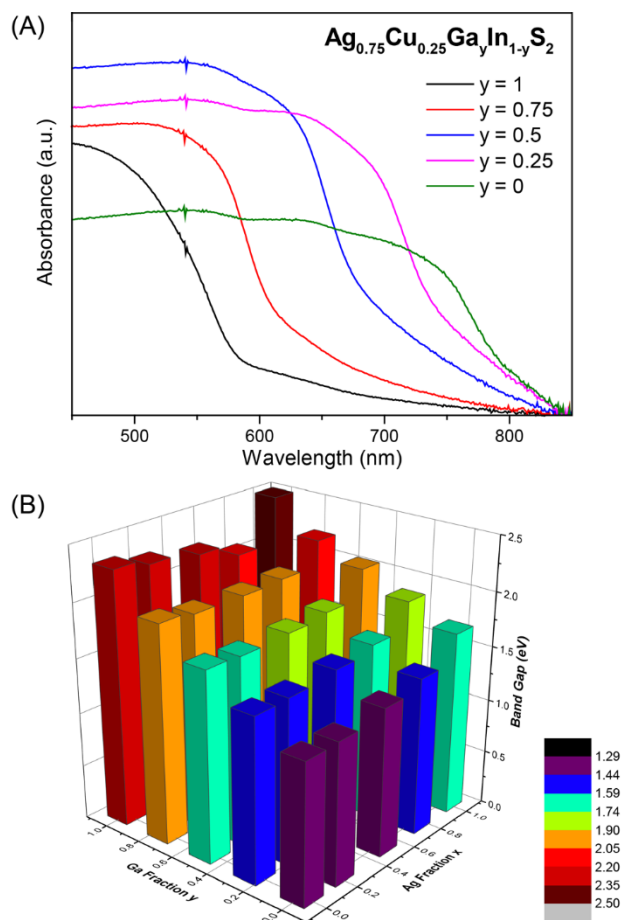 (A)
Ag0.75Cu0.25GayIn1-yS2
y = 1
y = 0.75
y = 0.5
y = 0.25
y = 0
Absorbance (a.u.)
500 600 700 800
Wavelength (nm)
(B)
2.5
2.0
1.5
1.0
0.5
0.0
Band Gap (eV)
1.0 0.8 0.6 0.4 0.2 0.0
Ga Fraction y
0.0 0.2 0.4 0.6 0.8 1.0
Ag Fraction x
1.29
1.44
1.59
1.74
1.90
2.05
2.20
2.35
2.50